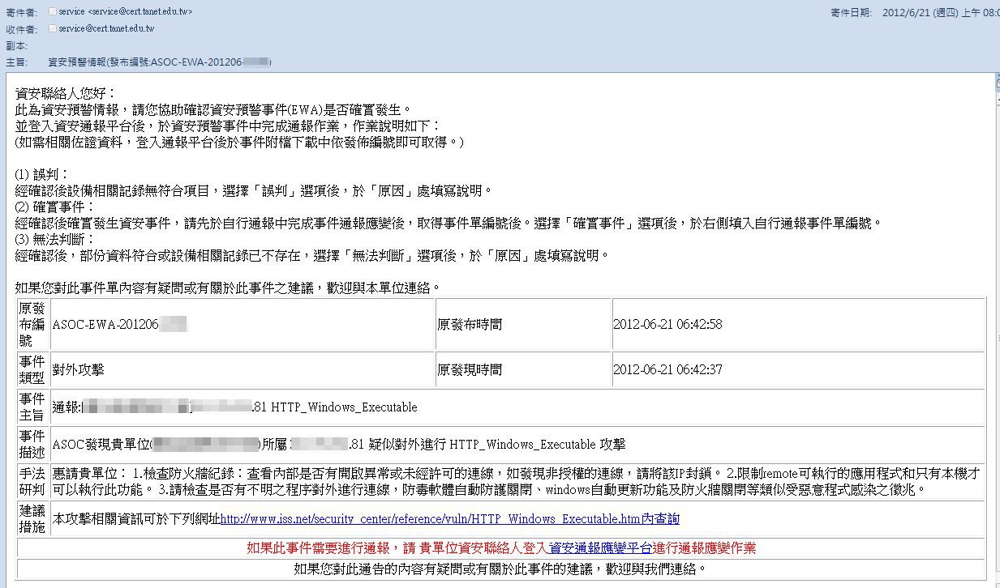 寄件者: service <service@cert.tanet.edu.tw>
寄件日期: 2012/6/21 (週四) 上午 08:0
收件者: service@cert.tanet.edu.tw
副本:
主旨: 資安預警情報(發布編號:ASOC-EWA-201206- )
資安聯絡人您好：
此為資安預警情報，請您協助確認資安預警事件(EWA)是否確實發生。
並登入資安通報平台後，於資安預警事件中完成通報作業，作業說明如下：
(如需相關佐證資料，登入通報平台後於事件附檔下載中依發佈編號即可取得。)
(1) 誤判：
經確認後設備相關記錄無符合項目，選擇「誤判」選項後，於「原因」處填寫說明。
(2) 確實事件：
經確認後確實發生資安事件，請先於自行通報中完成事件通報應變後，取得事件單編號後。選擇「確實事件」選項後，於右側填入自行通報事件單編號。
(3) 無法判斷：
經確認後，部份資料符合或設備相關記錄已不存在，選擇「無法判斷」選項後，於「原因」處填寫說明。
如果您對此事件單內容有疑問或有關於此事件之建議，歡迎與本單位連絡。
原發
布編
號
ASOC-EWA-201206
原發布時間
2012-06-21 06:42:58
事件
類型
對外攻擊
原發現時間
2012-06-21 06:42:37
事件
主旨
通報:[ ] .81 HTTP_Windows_Executable
事件
描述
ASOC發現貴單位( )所屬 .81 疑似對外進行 HTTP_Windows_Executable 攻擊
手法
研判
惠請貴單位： 1.檢查防火牆紀錄：查看內部是否有開啟異常或未經許可的連線，如發現非授權的連線，請將該IP封鎖。 2.限制remote可執行的應用程式和只有本機才
可以執行此功能。 3.請檢查是否有不明之程序對外進行連線，防毒軟體自動防護關閉、windows自動更新功能及防火牆關閉等類似受惡意程式感染之徵兆。
建議
措施
本攻擊相關資訊可於下列網址http://www.iss.net/security_center/reference/vuln/HTTP_Windows_Executable.htm內查詢
如果此事件需要進行通報，請 貴單位資安聯絡人登入資安通報應變平台進行通報應變作業
如果您對此通告的內容有疑問或有關於此事件的建議，歡迎與我們連絡。